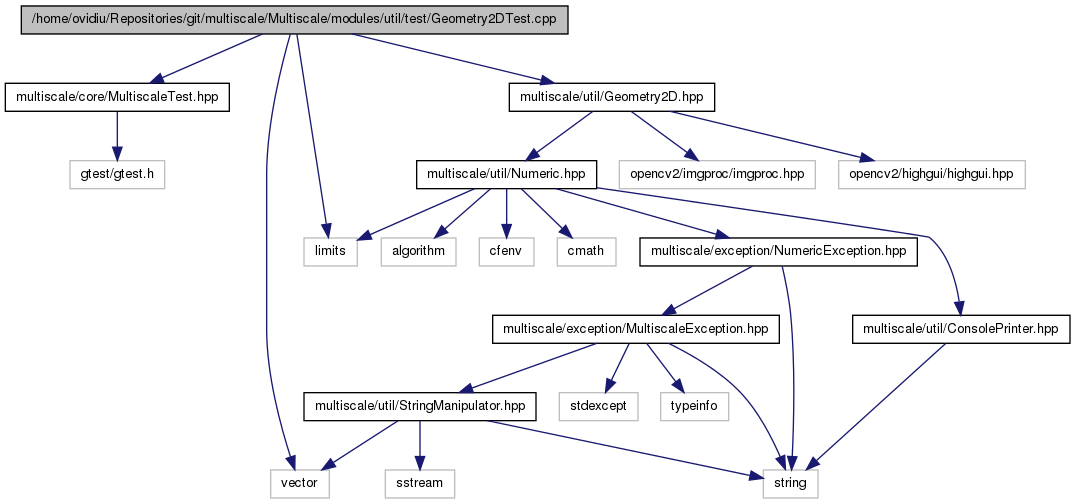 /home/ovidiu/Repositories/git/multiscale/Multiscale/modules/util/test/Geometry2DTest.cpp
multiscale/core/MultiscaleTest.hpp
multiscale/util/Geometry2D.hpp
gtest/gtest.h
multiscale/util/Numeric.hpp
opencv2/imgproc/imgproc.hpp
opencv2/highgui/highgui.hpp
limits
algorithm
cfenv
cmath
multiscale/exception/NumericException.hpp
multiscale/exception/MultiscaleException.hpp
multiscale/util/ConsolePrinter.hpp
multiscale/util/StringManipulator.hpp
stdexcept
typeinfo
vector
sstream
string